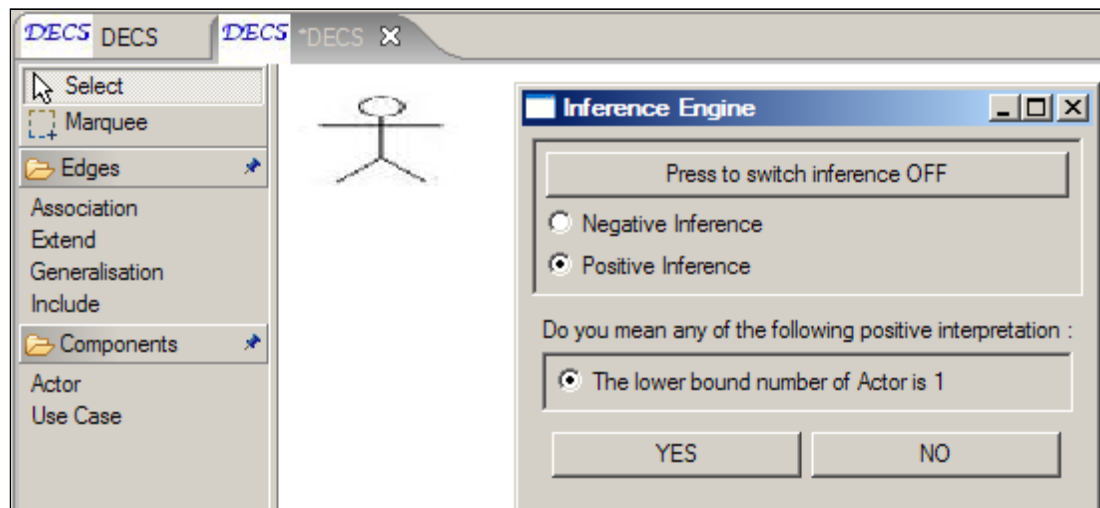 DECS DECS
DECS *DECS
Select
Marquee
Edges
Association
Extend
Generalisation
Include
Components
Actor
Use Case
Inference Engine
Press to switch inference OFF
Negative Inference
Positive Inference
Do you mean any of the following positive interpretation :
The lower bound number of Actor is 1
YES
NO